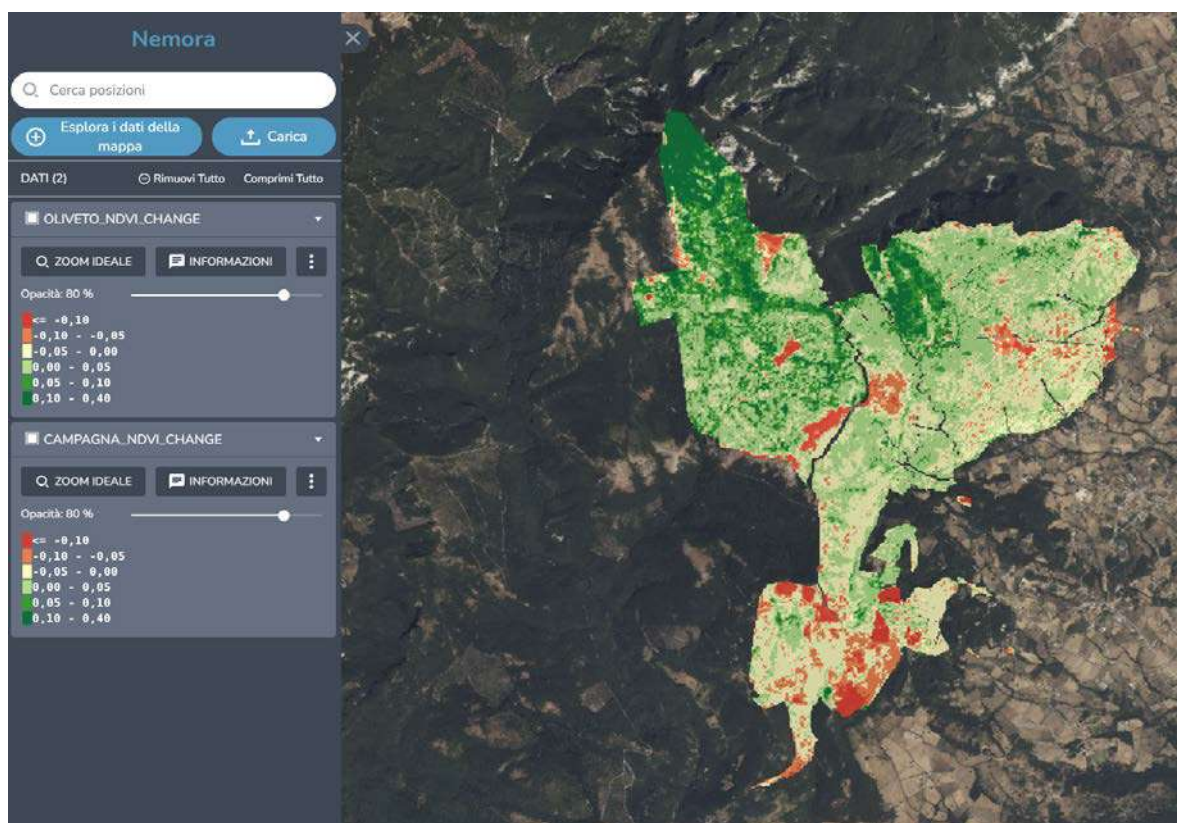 Nemora
Cerca posizioni
Esplora i dati della
mappa
Carica
DATI (2)
Rimuovi Tutto
Comprimi Tutto
OLIVETO_NDVI_CHANGE
ZOOM IDEALE
INFORMAZIONI
Opacità: 80 %
<= -0,10
-0,10 - -0,05
-0,05 - 0,00
0,00 - 0,05
0,05 - 0,10
0,10 - 0,40
CAMPAGNA_NDVI_CHANGE
ZOOM IDEALE
INFORMAZIONI
Opacità: 80 %
<= -0,10
-0,10 - -0,05
-0,05 - 0,00
0,00 - 0,05
0,05 - 0,10
0,10 - 0,40